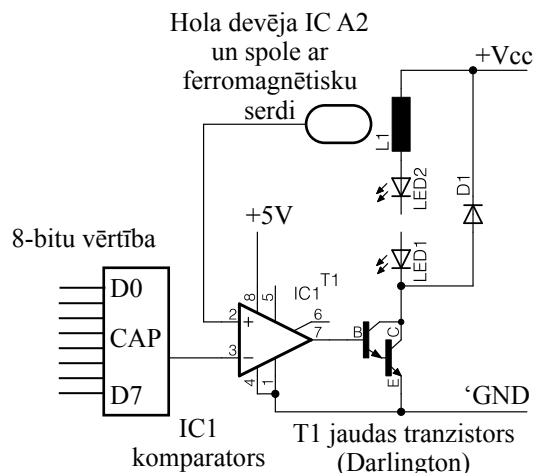 Hola devēja IC A2
un spole ar
ferromagnētisku
serdi
+Vcc
L1
LED2
D1
+5V
8-bitu vērtība
LED1
D0
CAP
D7
8
5
IC1
T1
2
+
6
7
3
−
4
1
B
C
E
‘GND
IC1
komparators
T1 jaudas tranzistors
(Darlington)